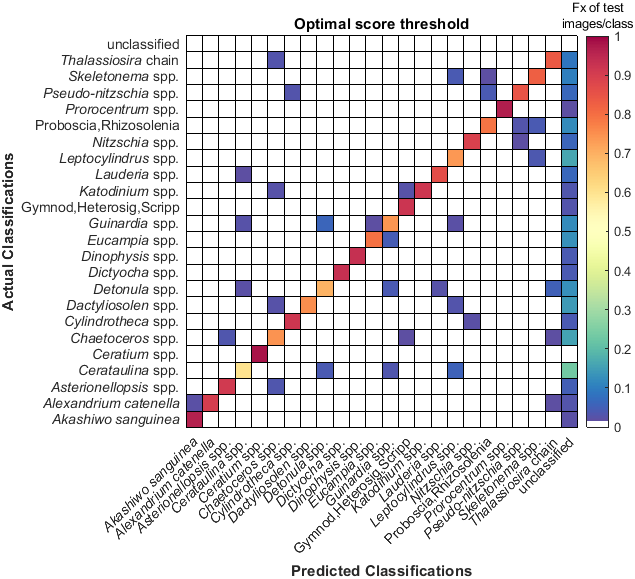 Fx of test
images/class
Optimal score threshold
Actual Classifications
unclassified
Thalassiosira chain
Skeletonema spp.
Pseudo-nitzschia spp.
Prorocentrum spp.
Proboscia,Rhizosolenia
Nitzschia spp.
Leptocylindrus spp.
Lauderia spp.
Katodinium spp.
Gymnod,Heterosig,Scripp
Guinardia spp.
Eucampia spp.
Dinophysis spp.
Dictyocha spp.
Detonula spp.
Dactyliosolen spp.
Cylindrotheca spp.
Chaetoceros spp.
Ceratium spp.
Cerataulina spp.
Asterionellopsis spp.
Alexandrium catenella
Akashiwo sanguinea
1
0.9
0.8
0.7
0.6
0.5
0.4
0.3
0.2
0.1
0
Akashiwo sanguinea
Alexandrium catenella
Asterionellopsis spp.
Cerataulina spp.
Ceratium spp.
Chaetoceros spp.
Cylindrotheca spp.
Dactyliosolen spp.
Detonula spp.
Dictyocha spp.
Dinophysis spp.
Eucampia spp.
Guinardia spp.
Gymnod,Heterosig,Scripp
Katodinium spp.
Lauderia spp.
Leptocylindrus spp.
Nitzschia spp.
Proboscia,Rhizosolenia
Prorocentrum spp.
Pseudo-nitzschia spp.
Skeletonema spp.
Thalassiosira chain
unclassified
Predicted Classifications